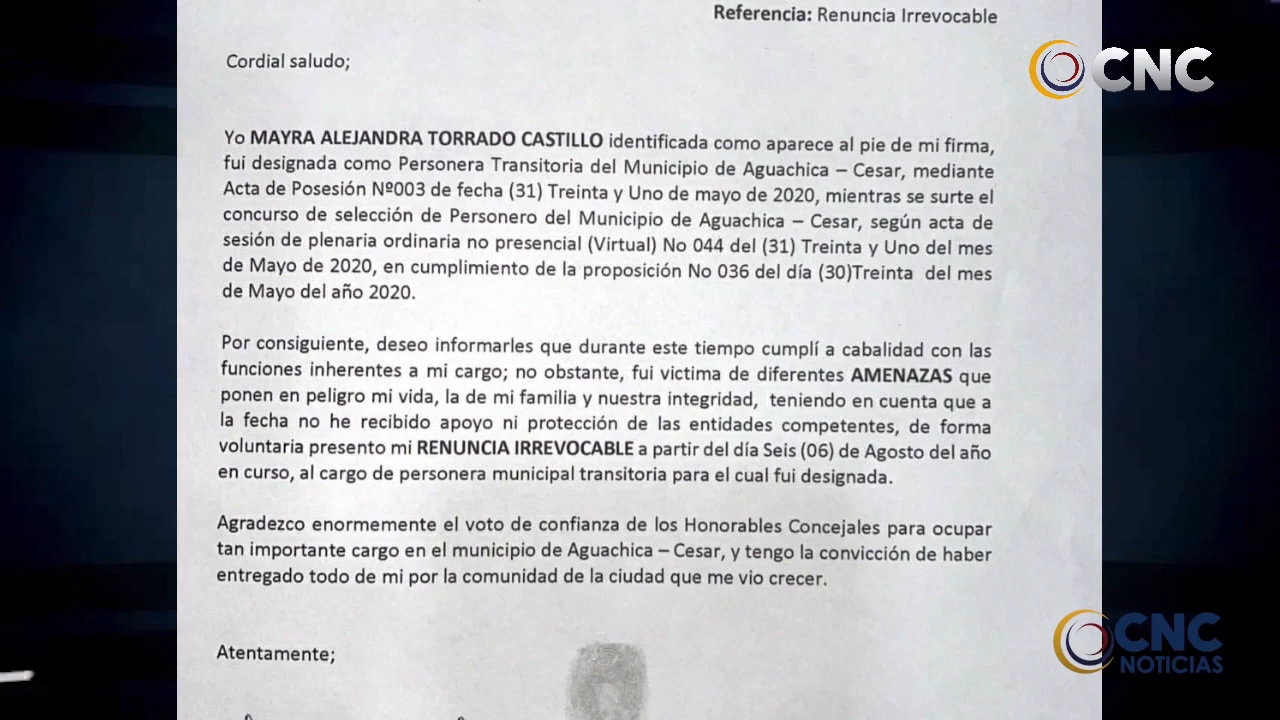 Referencia: Renuncia Irrevocable
CNC
Cordial saludo;
Yo MAYRA ALEJANDRA TORRADO CASTILLO identificada como aparece al pie de mi firma,
fui designada como Personera Transitoria del Municipio de Aguachica – Cesar, mediante
Acta de Posesión Nº003 de fecha (31) Treinta y Uno de mayo de 2020, mientras se surte el
concurso de selección de Personero del Municipio de Aguachica – Cesar, según acta de
sesión de plenaria ordinaria no presencial (Virtual) No 044 del (31) Treinta y Uno del mes
de Mayo de 2020, en cumplimiento de la proposición No 036 del día (30)Treinta del mes
de Mayo del año 2020.
Por consiguiente, deseo informarles que durante este tiempo cumplí a cabalidad con las
funciones inherentes a mi cargo; no obstante, fui victima de diferentes AMENAZAS que
ponen en peligro mi vida, la de mi familia y nuestra integridad, teniendo en cuenta que a
la fecha no he recibido apoyo ni protección de las entidades competentes, de forma
voluntaria presento mi RENUNCIA IRREVOCABLE a partir del día Seis (06) de Agosto del año
en curso, al cargo de personera municipal transitoria para el cual fui designada.
Agradezco enormemente el voto de confianza de los Honorables Concejales para ocupar
tan importante cargo en el municipio de Aguachica – Cesar, y tengo la convicción de haber
entregado todo de mi por la comunidad de la ciudad que me vio crecer.
Atentamente;
CNC
NOTICIAS